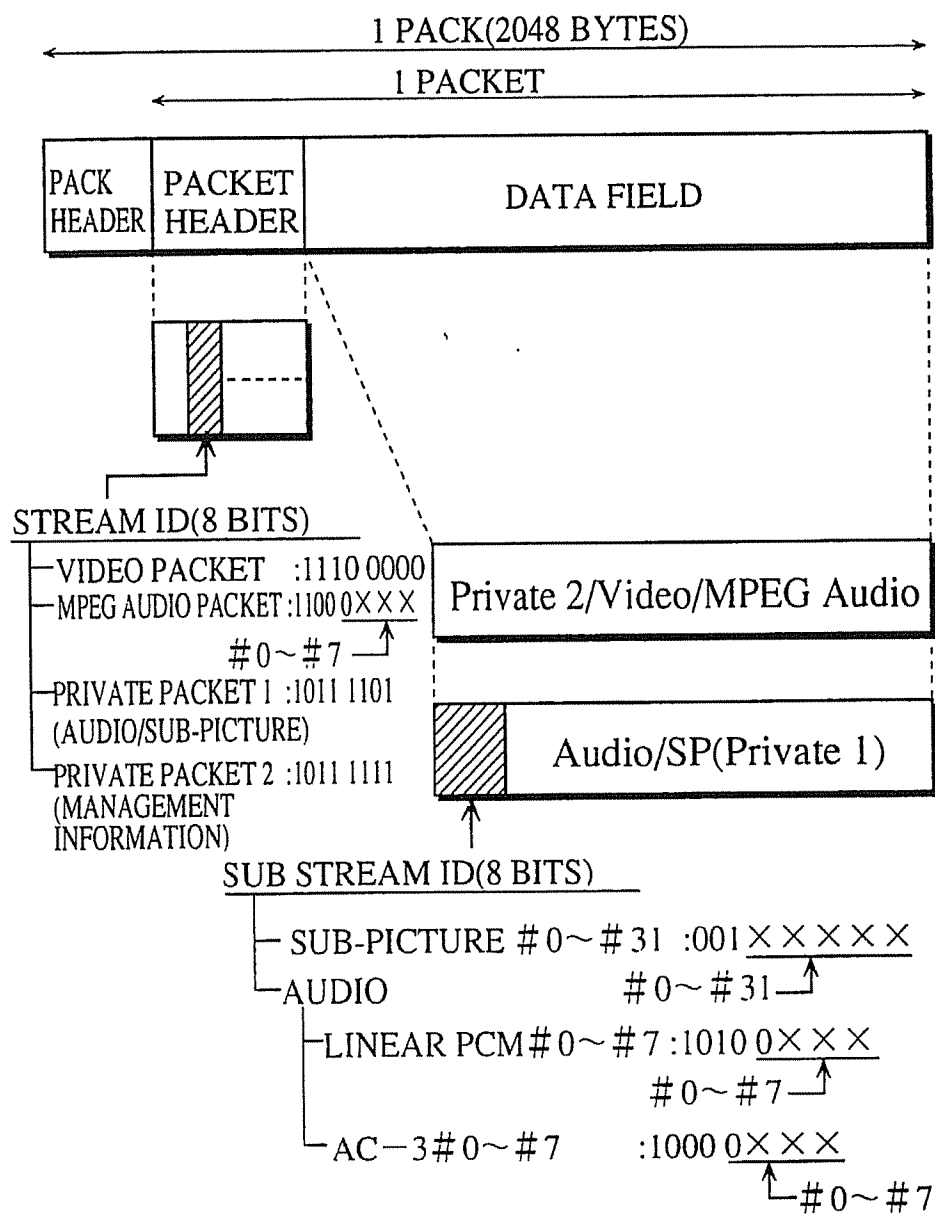 1 PACK(2048 BYTES)
1 PACKET
PACK
HEADER
PACKET
HEADER
DATA FIELD
STREAM ID(8 BITS)
VIDEO PACKET :1110 0000
MPEG AUDIO PACKET:1100 0×××
#0~#7
PRIVATE PACKET 1 :1011 1101
(AUDIO/SUB-PICTURE)
PRIVATE PACKET 2 :1011 1111
(MANAGEMENT
INFORMATION)
Private 2/Video/MPEG Audio
Audio/SP(Private 1)
SUB STREAM ID(8 BITS)
SUB-PICTURE #0~#31 :001×××××
#0~#31
AUDIO
LINEAR PCM#0~#7 :1010 0×××
#0~#7
AC-3#0~#7 :1000 0×××
#0~#7